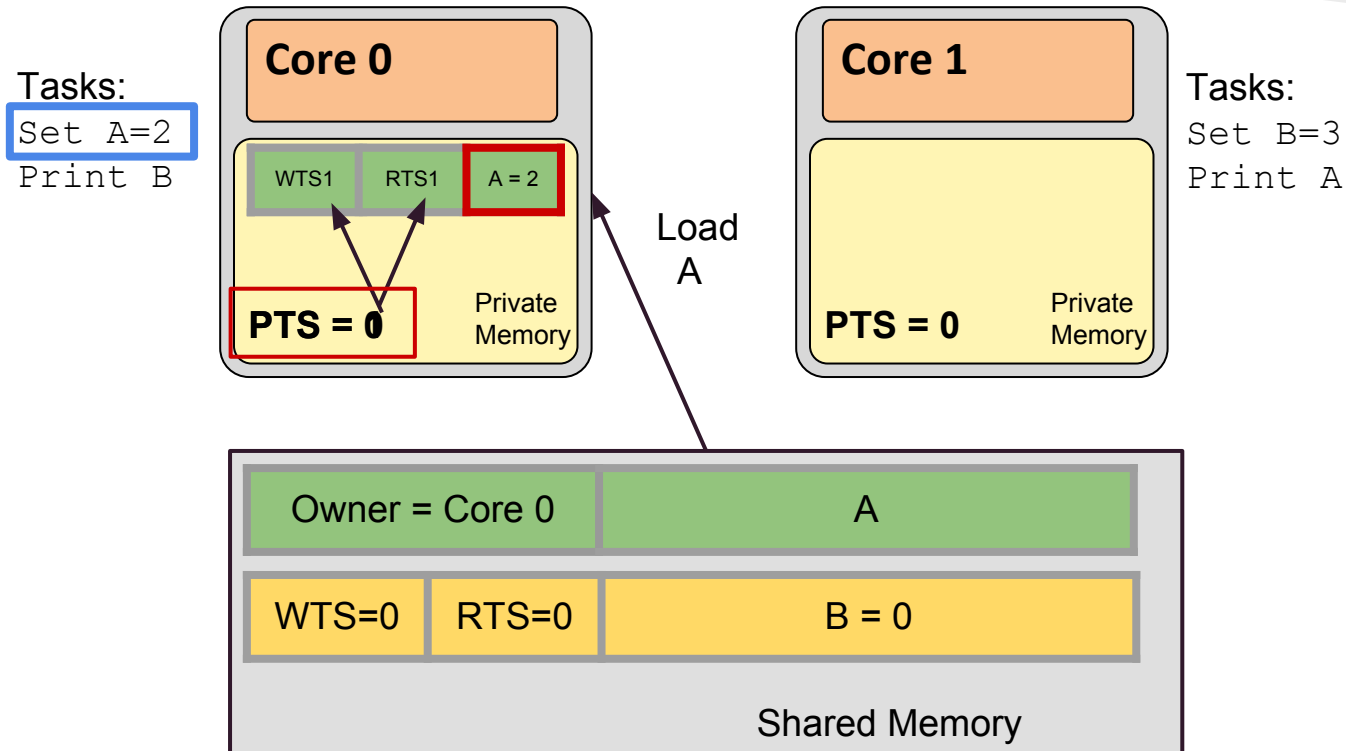 Core 0
Core 1
Tasks:
Set A=2
Print B
WTS1 RTS1 A = 2
PTS = 0
Private
Memory
Load
A
PTS = 0
Private
Memory
Tasks:
Set B=3
Print A
Owner = Core 0 A
WTS=0 RTS=0 B = 0
Shared Memory